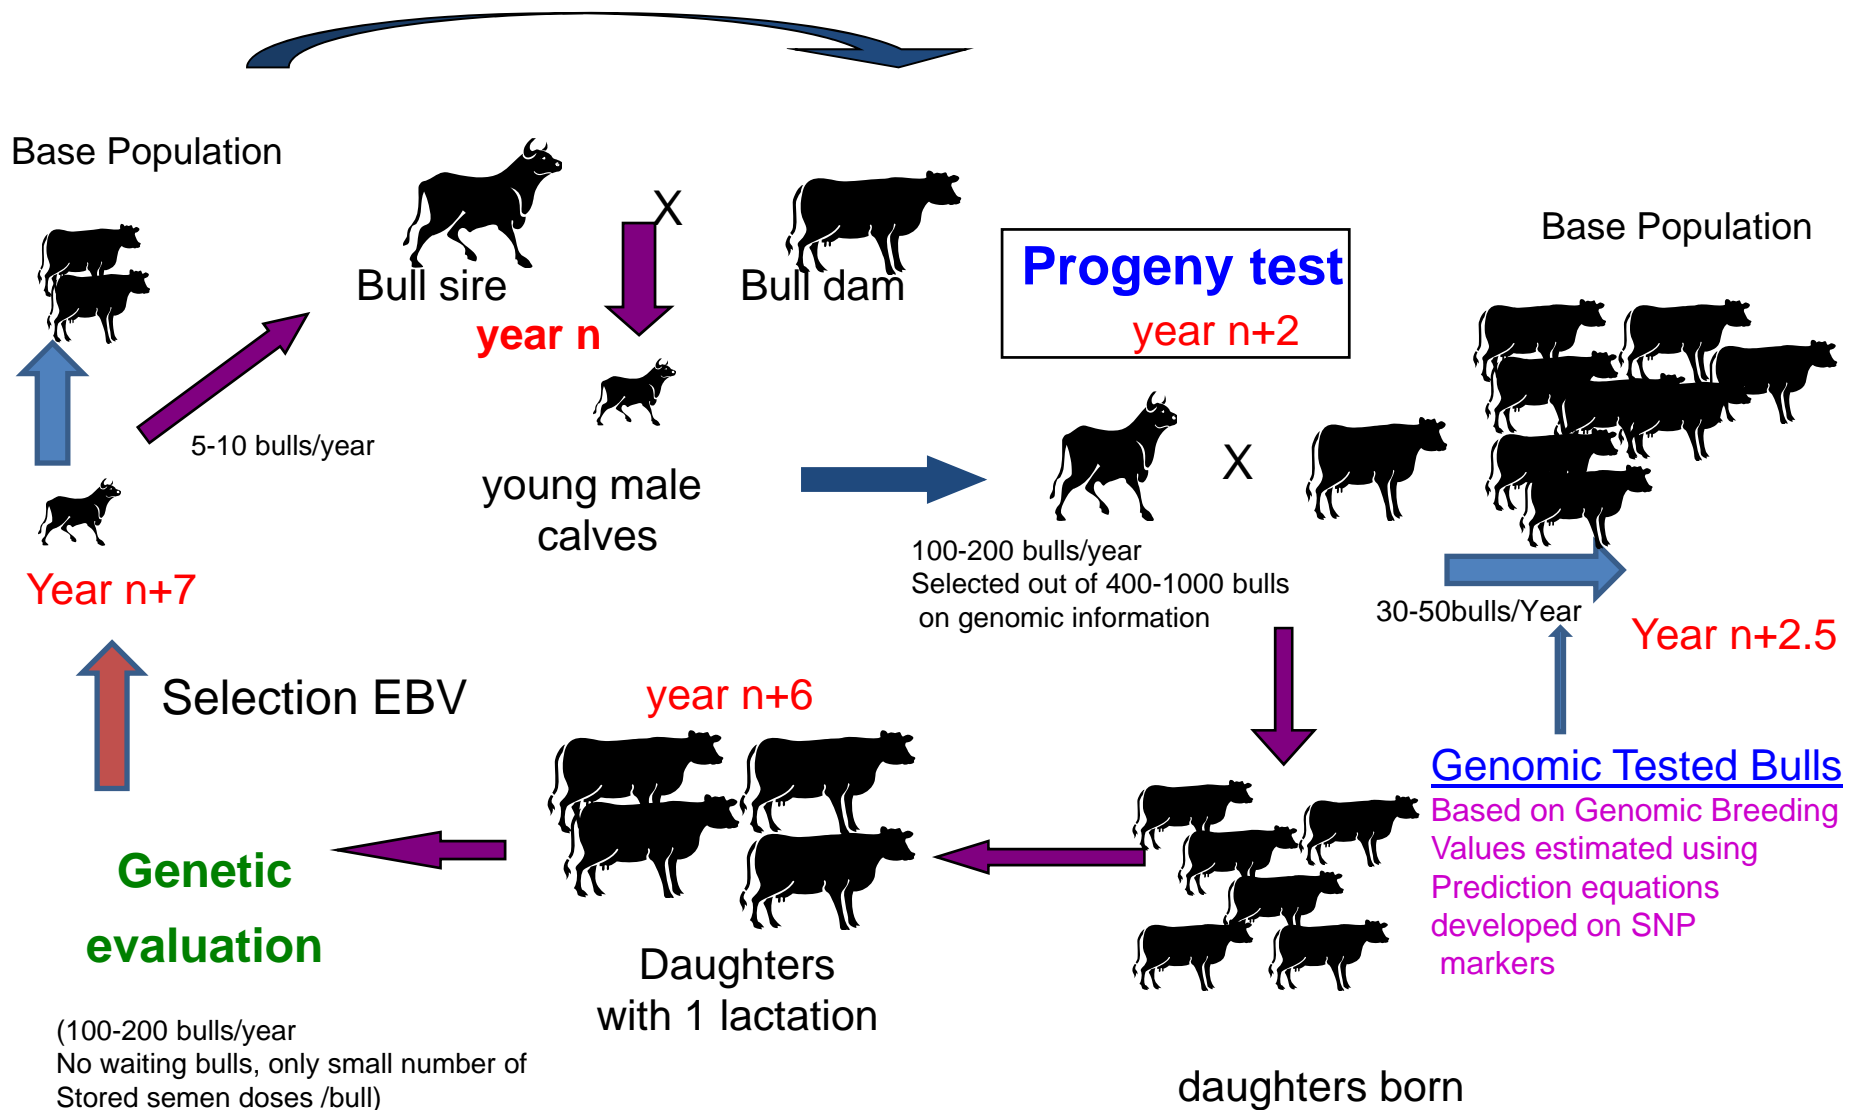 Base Population
X
Bull sire
Bull dam
year n
Progeny test
year n+2
Base Population
5-10 bulls/year
young male
calves
X
100-200 bulls/year
Selected out of 400-1000 bulls
on genomic information
30-50bulls/Year
Year n+2.5
Year n+7
Selection EBV
year n+6
Genomic Tested Bulls
Based on Genomic Breeding
Values estimated using
Prediction equations
developed on SNP
markers
Genetic
evaluation
Daughters
with 1 lactation
(100-200 bulls/year
No waiting bulls, only small number of
Stored semen doses /bull)
daughters born